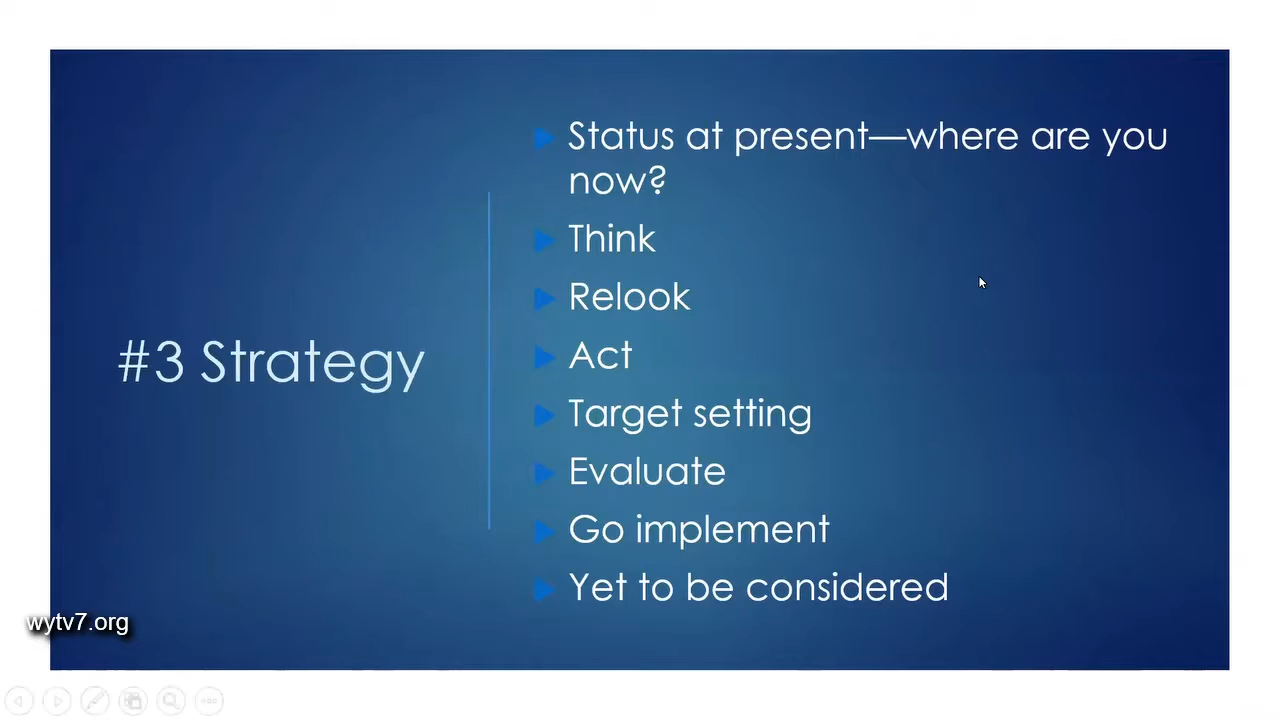 #3 Strategy
Status at present—where are you
now?
Think
Relook
Act
Target setting
Evaluate
Go implement
Yet to be considered
wytv7.org